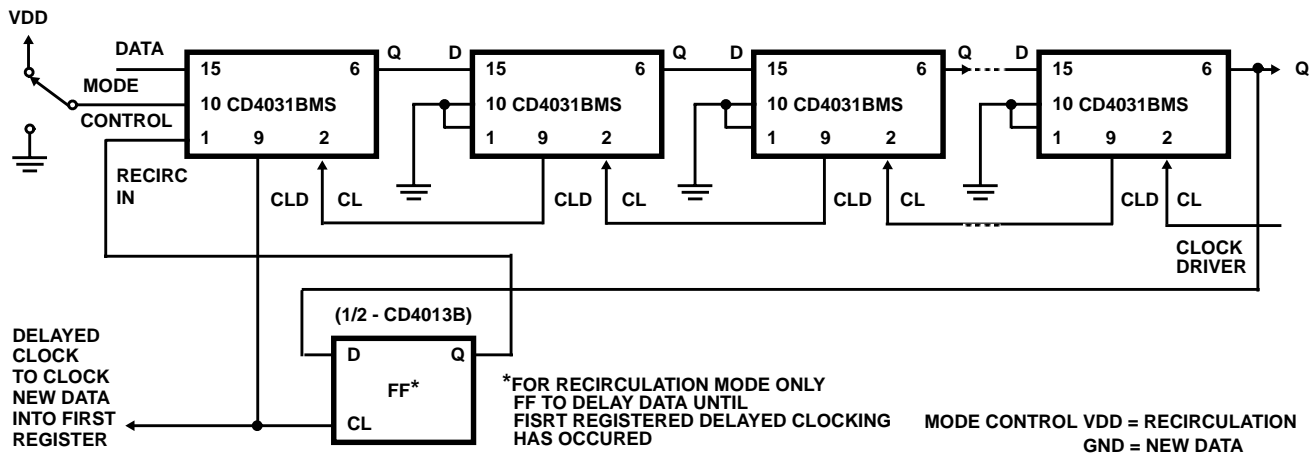 VDD
DATA
MODE
CONTROL
RECIRC
IN
15 6
10 CD4031BMS
1 9 2
Q D
15 6
10 CD4031BMS
1 9 2
Q D
15 6
10 CD4031BMS
1 9 2
Q D
15 6
10 CD4031BMS
1 9 2
Q
CLD CL
CLD CL
CLD CL
CLD CL
CLOCK
DRIVER
(1/2 - CD4013B)
D Q
FF*
CL
DELAYED
CLOCK
TO CLOCK
NEW DATA
INTO FIRST
REGISTER
*FOR RECIRCULATION MODE ONLY
FF TO DELAY DATA UNTIL
FISRT REGISTERED DELAYED CLOCKING
HAS OCCURED
MODE CONTROL VDD = RECIRCULATION
GND = NEW DATA